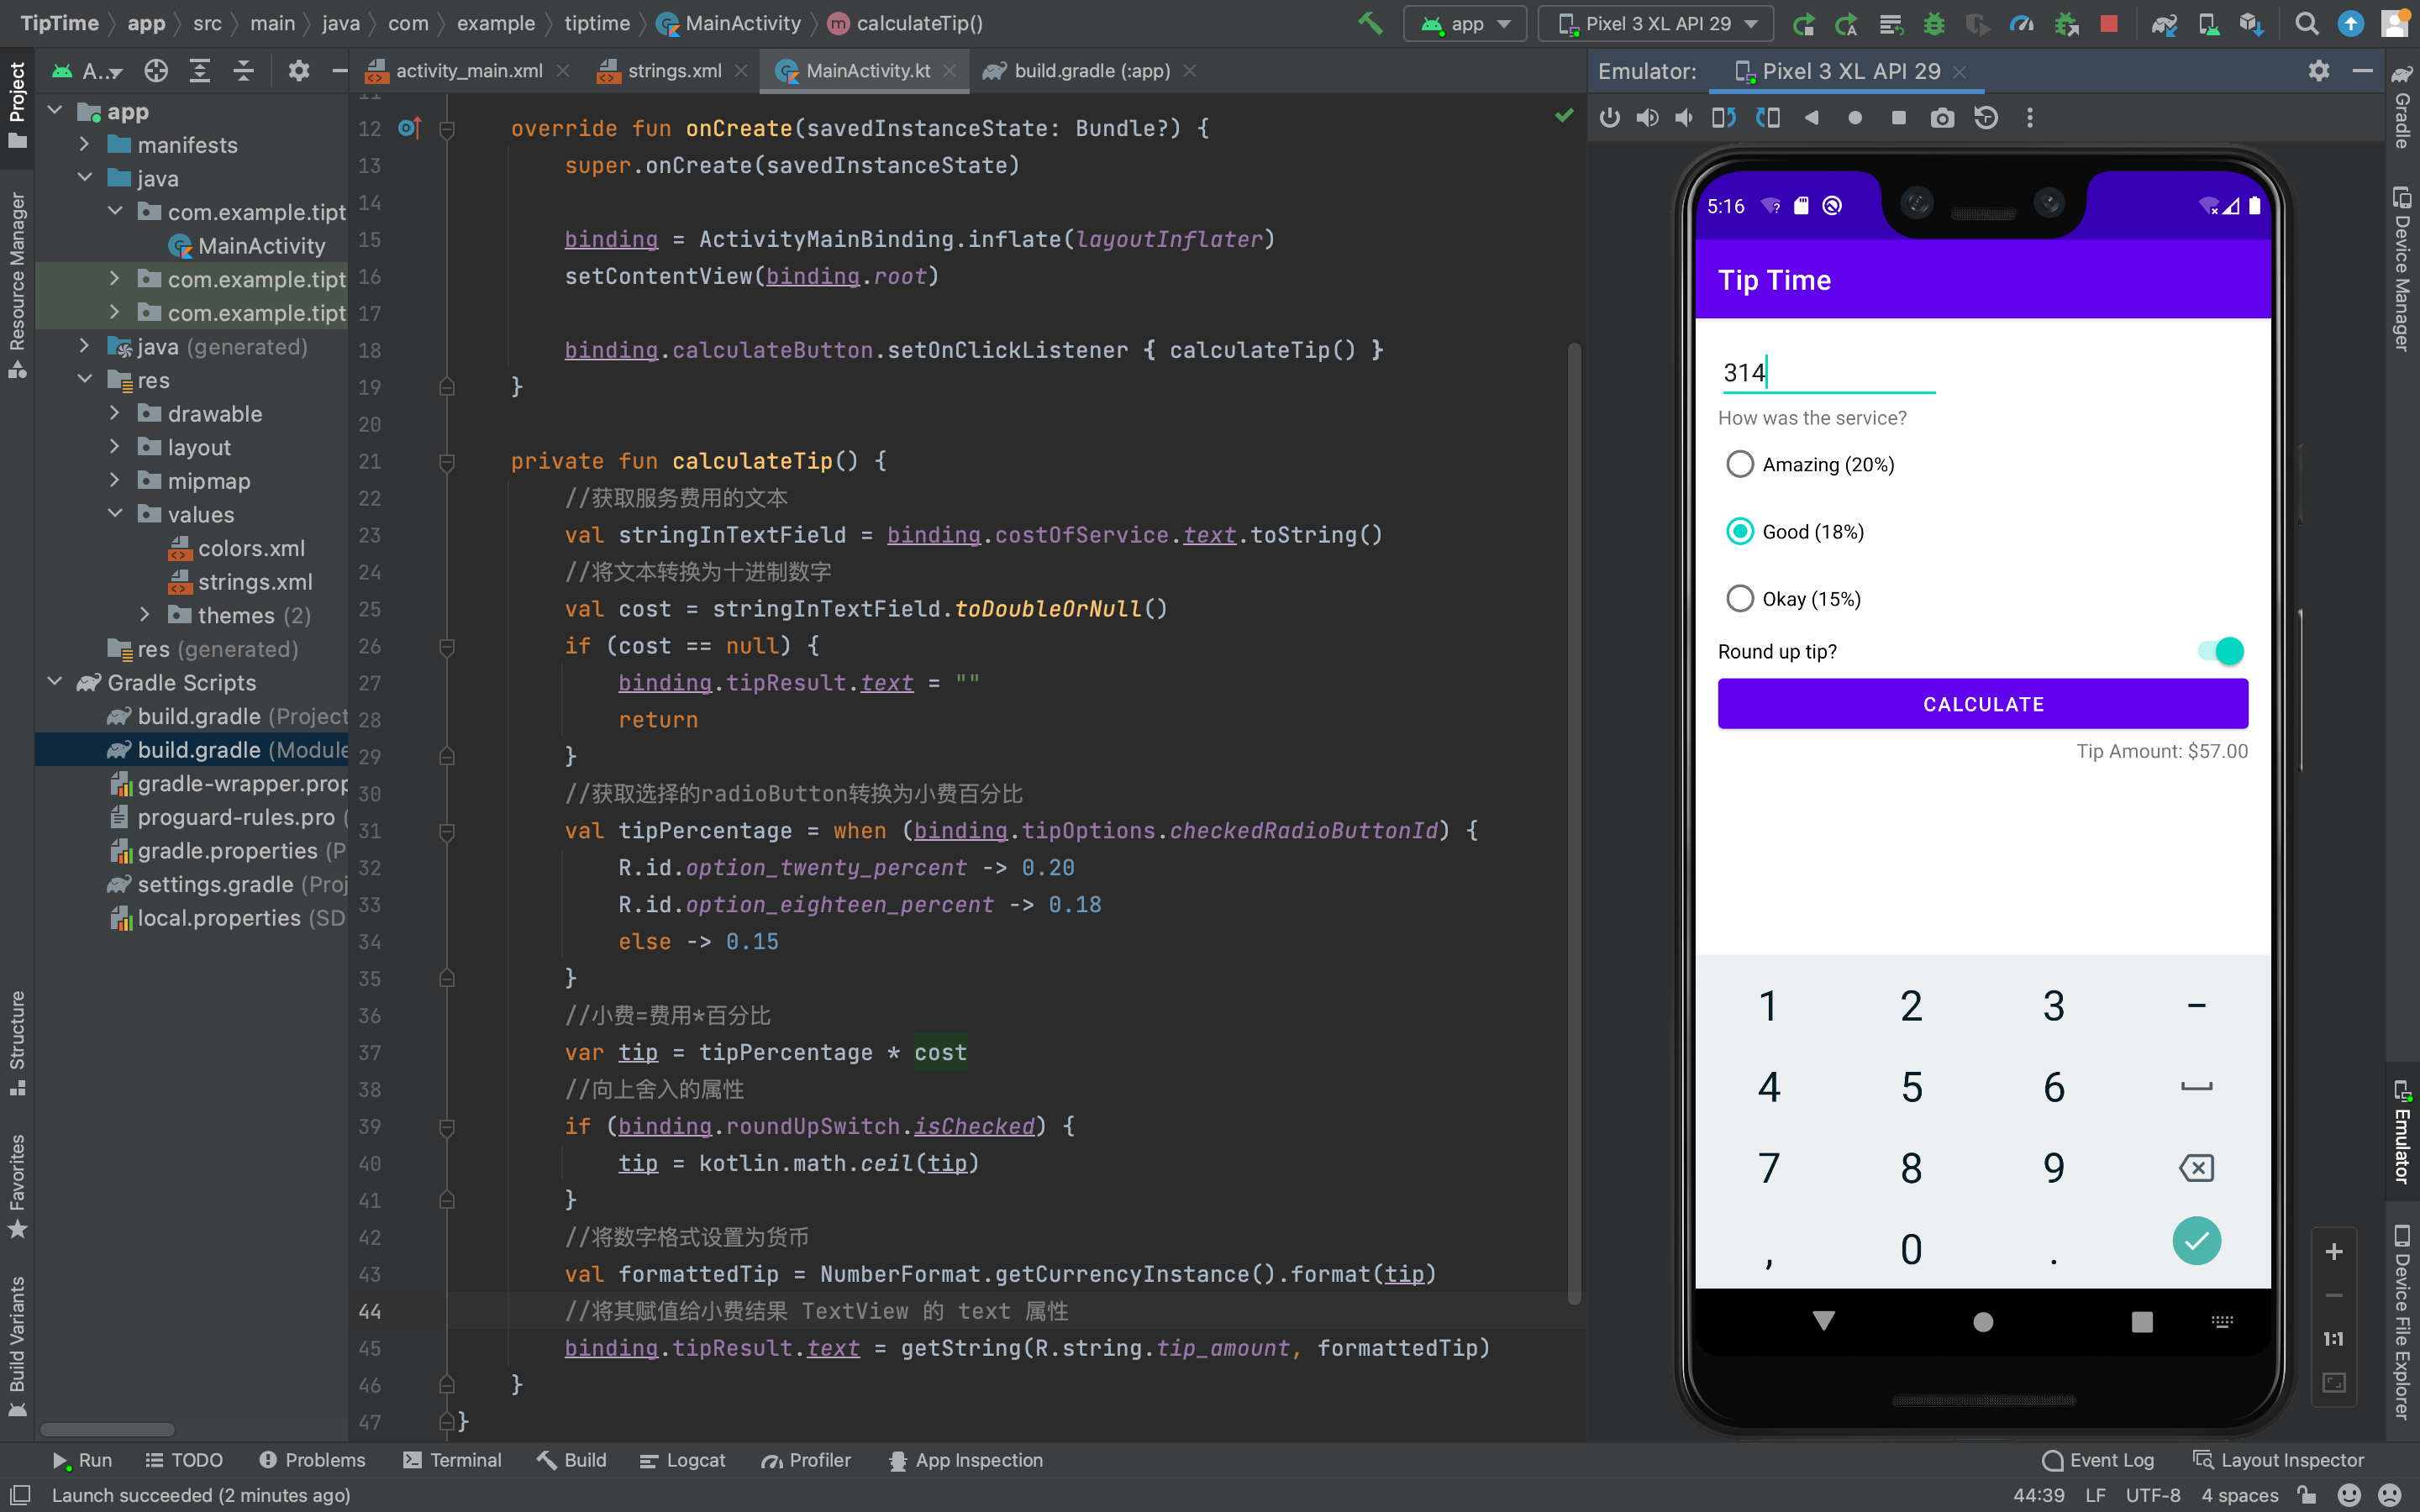 TipTime app src main java com example tiptime MainActivity m calculateTip() app Pixel 3 XL API 29
Project
Resource Manager
Structure
Favorites
Build Variants
A...
app
manifests
java
com.example.tipt
MainActivity
com.example.tipt
com.example.tipt
java (generated)
res
drawable
layout
mipmap
values
colors.xml
strings.xml
themes (2)
res (generated)
Gradle Scripts
build.gradle (Project
build.gradle (Module
gradle-wrapper.prop
proguard-rules.pro (
gradle.properties (P
settings.gradle (Proj
local.properties (SD
activity_main.xml strings.xml MainActivity.kt build.gradle (:app)
11
12 override fun onCreate(savedInstanceState: Bundle?) {
13 super.onCreate(savedInstanceState)
14
15 binding = ActivityMainBinding.inflate(layoutInflater)
16 setContentView(binding.root)
17
18 binding.calculateButton.setOnClickListener { calculateTip() }
19 }
20
21 private fun calculateTip() {
22 //获取服务费用的文本
23 val stringInTextField = binding.costOfService.text.toString()
24 //将文本转换为十进制数字
25 val cost = stringInTextField.toDoubleOrNull()
26 if (cost == null) {
27 binding.tipResult.text = ""
28 return
29 }
30 //获取选择的radioButton转换为小费百分比
31 val tipPercentage = when (binding.tipOptions.checkedRadioButtonId) {
32 R.id.option_twenty_percent -> 0.20
33 R.id.option_eighteen_percent -> 0.18
34 else -> 0.15
35 }
36 //小费=费用*百分比
37 var tip = tipPercentage * cost
38 //向上舍入的属性
39 if (binding.roundUpSwitch.isChecked) {
40 tip = kotlin.math.ceil(tip)
41 }
42 //将数字格式设置为货币
43 val formattedTip = NumberFormat.getCurrencyInstance().format(tip)
44 //将其赋值给小费结果 TextView 的 text 属性
45 binding.tipResult.text = getString(R.string.tip_amount, formattedTip)
46 }
47 }
Emulator: Pixel 3 XL API 29
5:16
Tip Time
314
How was the service?
Amazing (20%)
Good (18%)
Okay (15%)
Round up tip?
CALCULATE
Tip Amount: $57.00
1 2 3 −
4 5 6
7 8 9
, 0 .
1:1
Gradle
Device Manager
Emulator
Device File Explorer
Run TODO Problems Terminal Build Logcat Profiler App Inspection Event Log Layout Inspector
Launch succeeded (2 minutes ago) 44:39 LF UTF-8 4 spaces